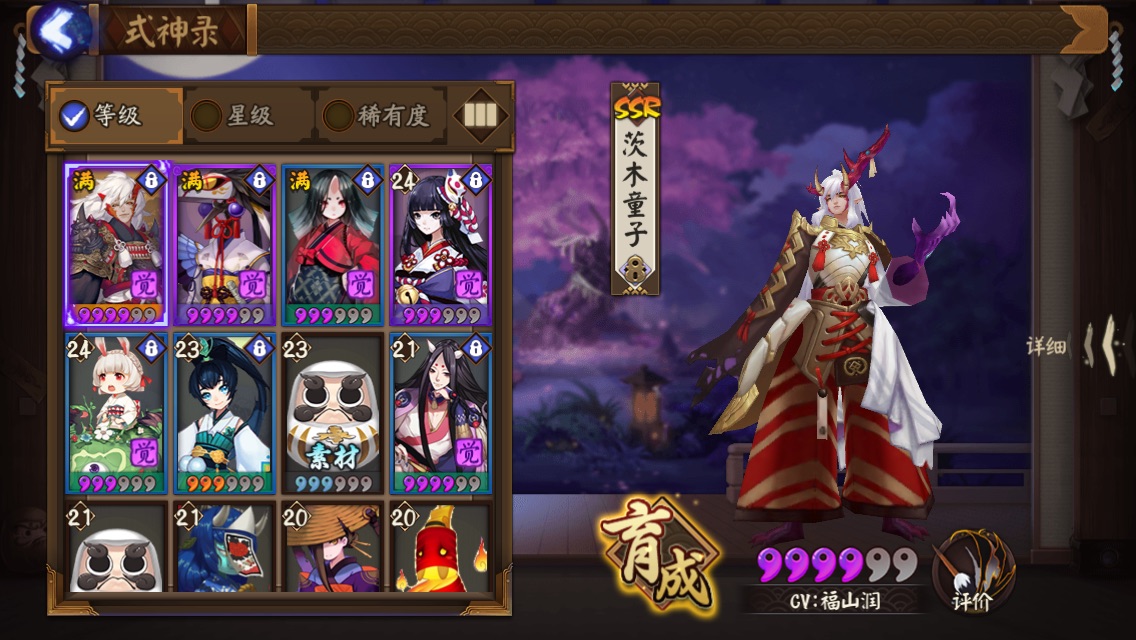 式神录
等级
星级
稀有度
满
满
满
24
觉
觉
觉
觉
24
23
23
21
觉
素材
觉
21
21
20
20
SSR
茨木童子
详细
育成
CV:福山润
评价